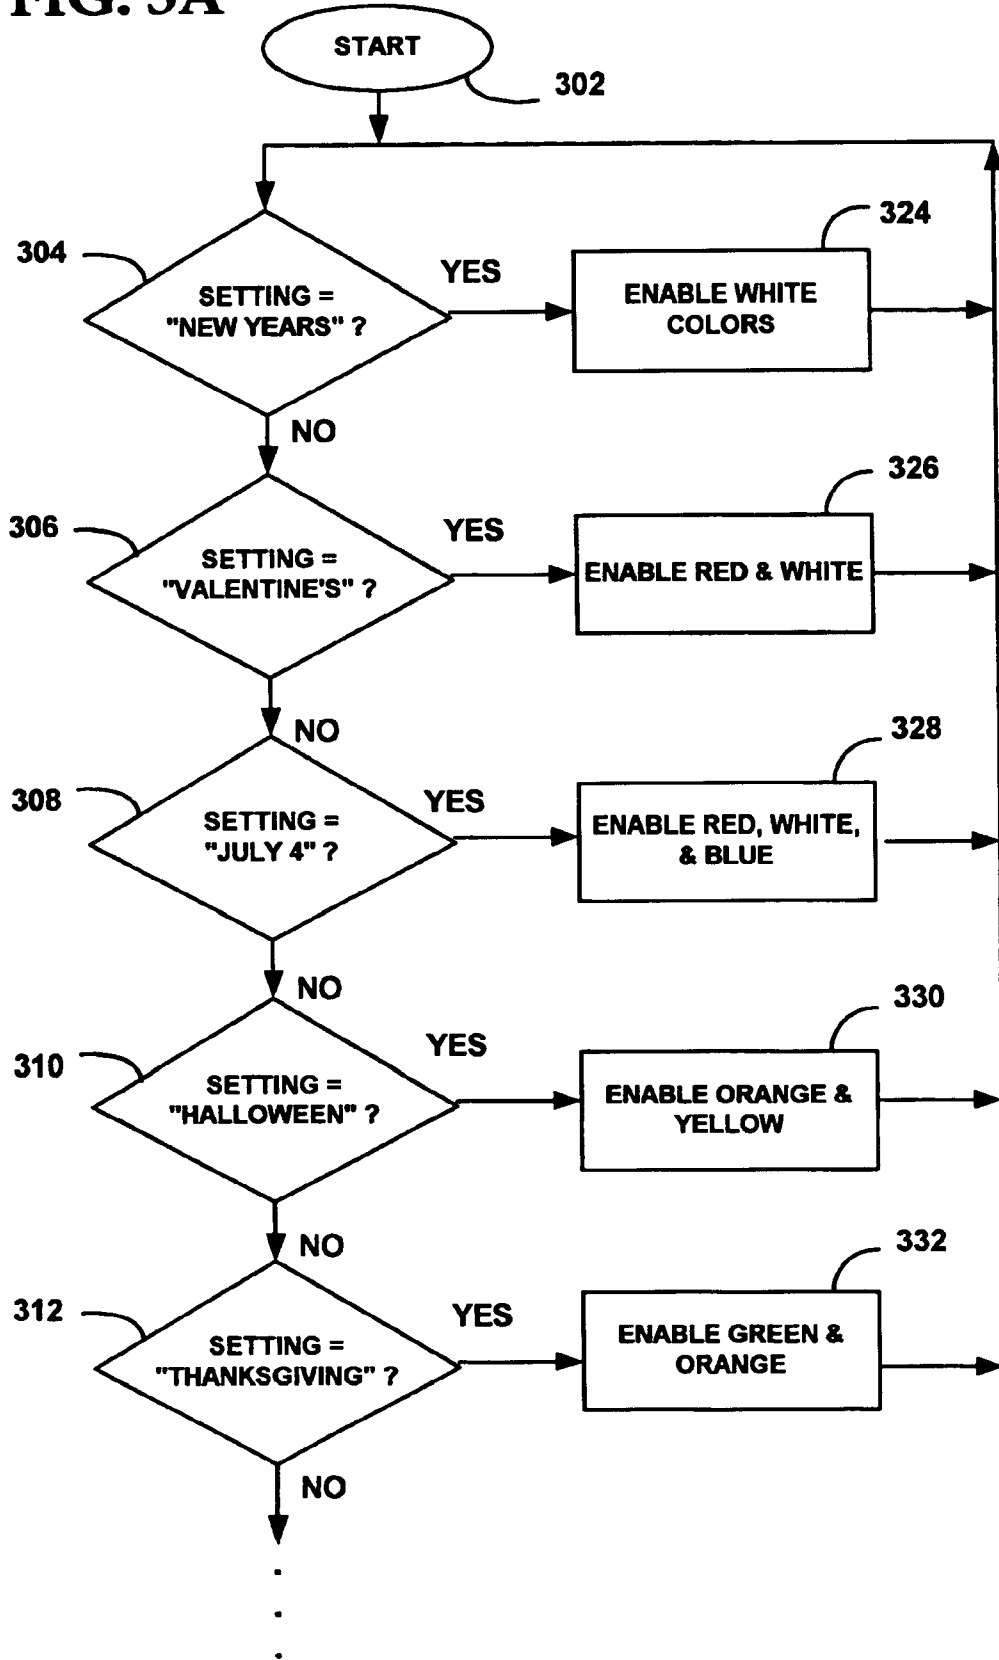 FIG. 3A
START
302
304
SETTING =
"NEW YEARS" ?
YES
324
ENABLE WHITE
COLORS
NO
306
SETTING =
"VALENTINE'S" ?
YES
326
ENABLE RED & WHITE
NO
308
SETTING =
"JULY 4" ?
YES
328
ENABLE RED, WHITE,
& BLUE
NO
310
SETTING =
"HALLOWEEN" ?
YES
330
ENABLE ORANGE &
YELLOW
NO
312
SETTING =
"THANKSGIVING" ?
YES
332
ENABLE GREEN &
ORANGE
NO